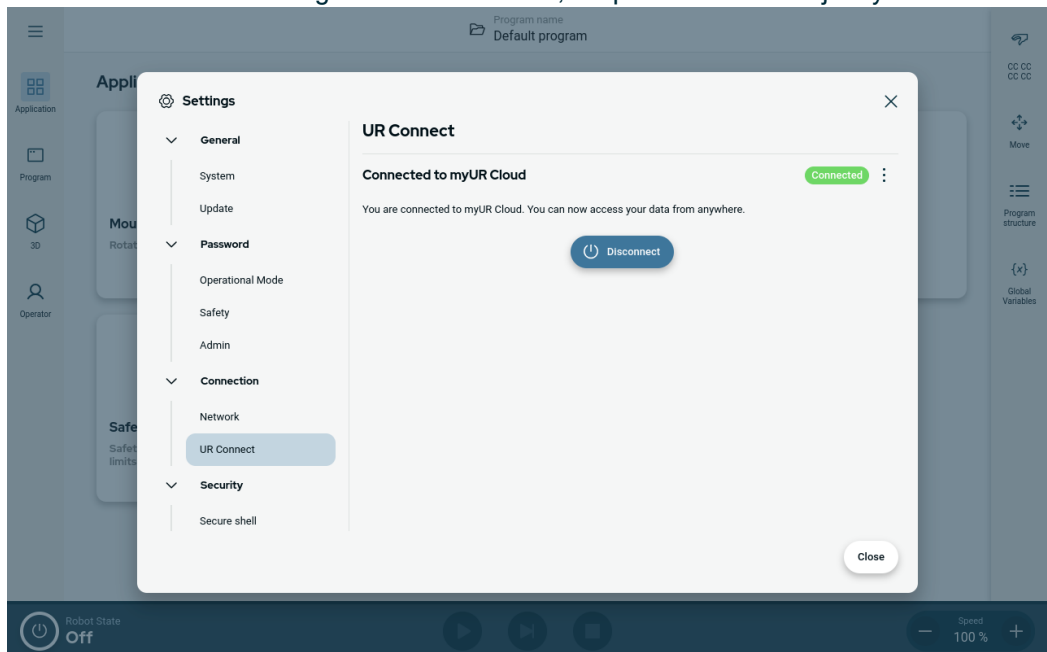 Program name
Default program
Appli
Application
Program
3D
Operator
Mou
Rotat
Safe
Safet
limits
Settings
General
System
Update
Password
Operational Mode
Safety
Admin
Connection
Network
UR Connect
Security
Secure shell
UR Connect
Connected to myUR Cloud
Connected
You are connected to myUR Cloud. You can now access your data from anywhere.
Disconnect
Close
CC CC
CC CC
Move
Program
structure
{x}
Global
Variables
Robot State
Off
Speed
100 %